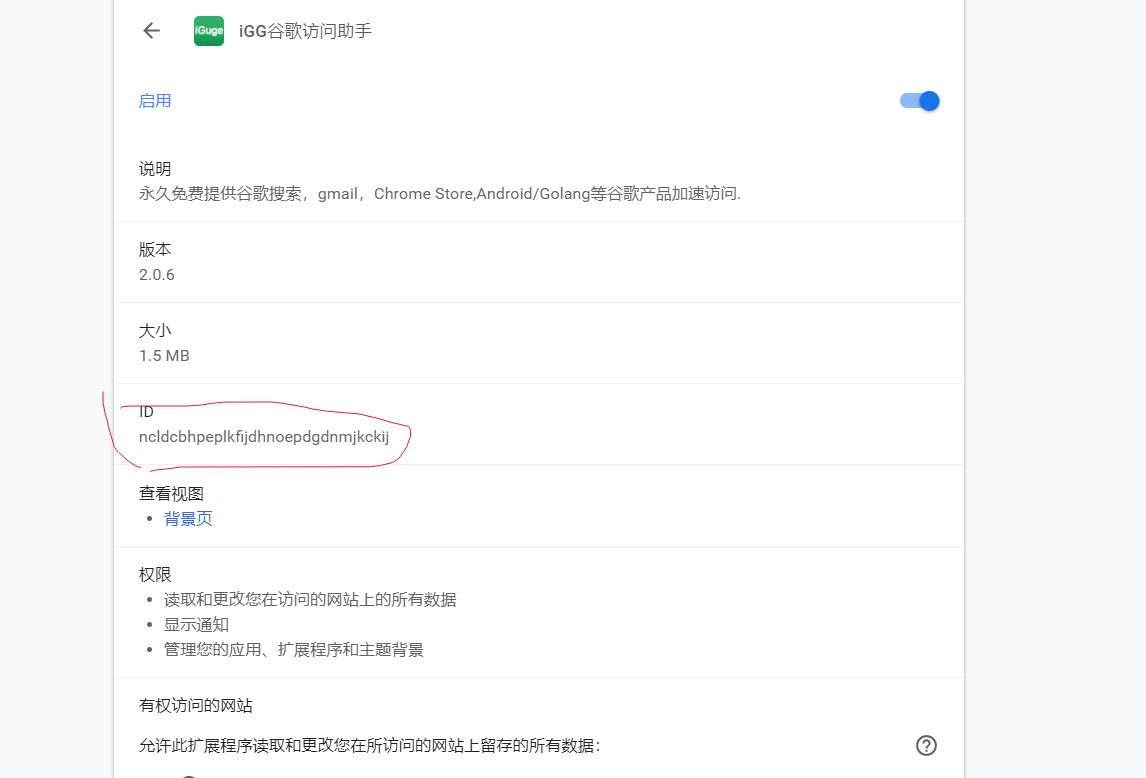 iGuge
iGG谷歌访问助手
启用
说明
永久免费提供谷歌搜索，gmail，Chrome Store,Android/Golang等谷歌产品加速访问.
版本
2.0.6
大小
1.5 MB
ID
ncldcbhpeplkfijdhnoepdgdnmjkckij
查看视图
• 背景页
权限
• 读取和更改您在访问的网站上的所有数据
• 显示通知
• 管理您的应用、扩展程序和主题背景
有权访问的网站
允许此扩展程序读取和更改您在所访问的网站上留存的所有数据：